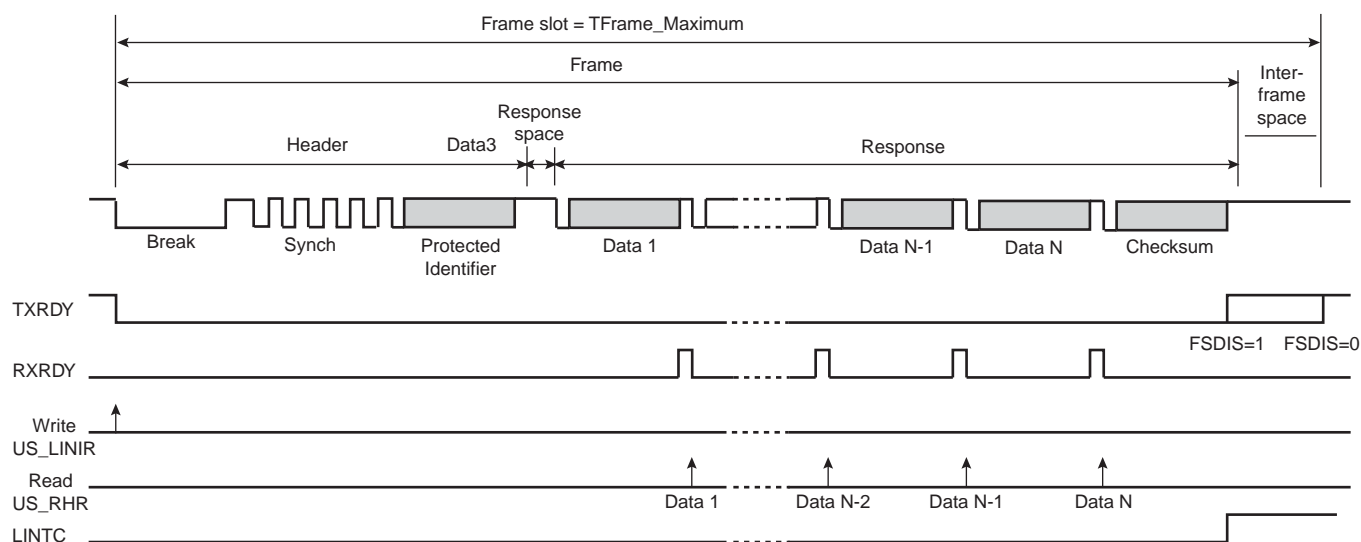 Frame slot = TFrame_Maximum
Frame
Inter-
frame
space
Response
space
Header
Data3
Response
Break
Synch
Protected
Identifier
Data 1
Data N-1
Data N
Checksum
TXRDY
FSDIS=1
FSDIS=0
RXRDY
Write
US_LINIR
Read
US_RHR
Data 1
Data N-2
Data N-1
Data N
LINTC